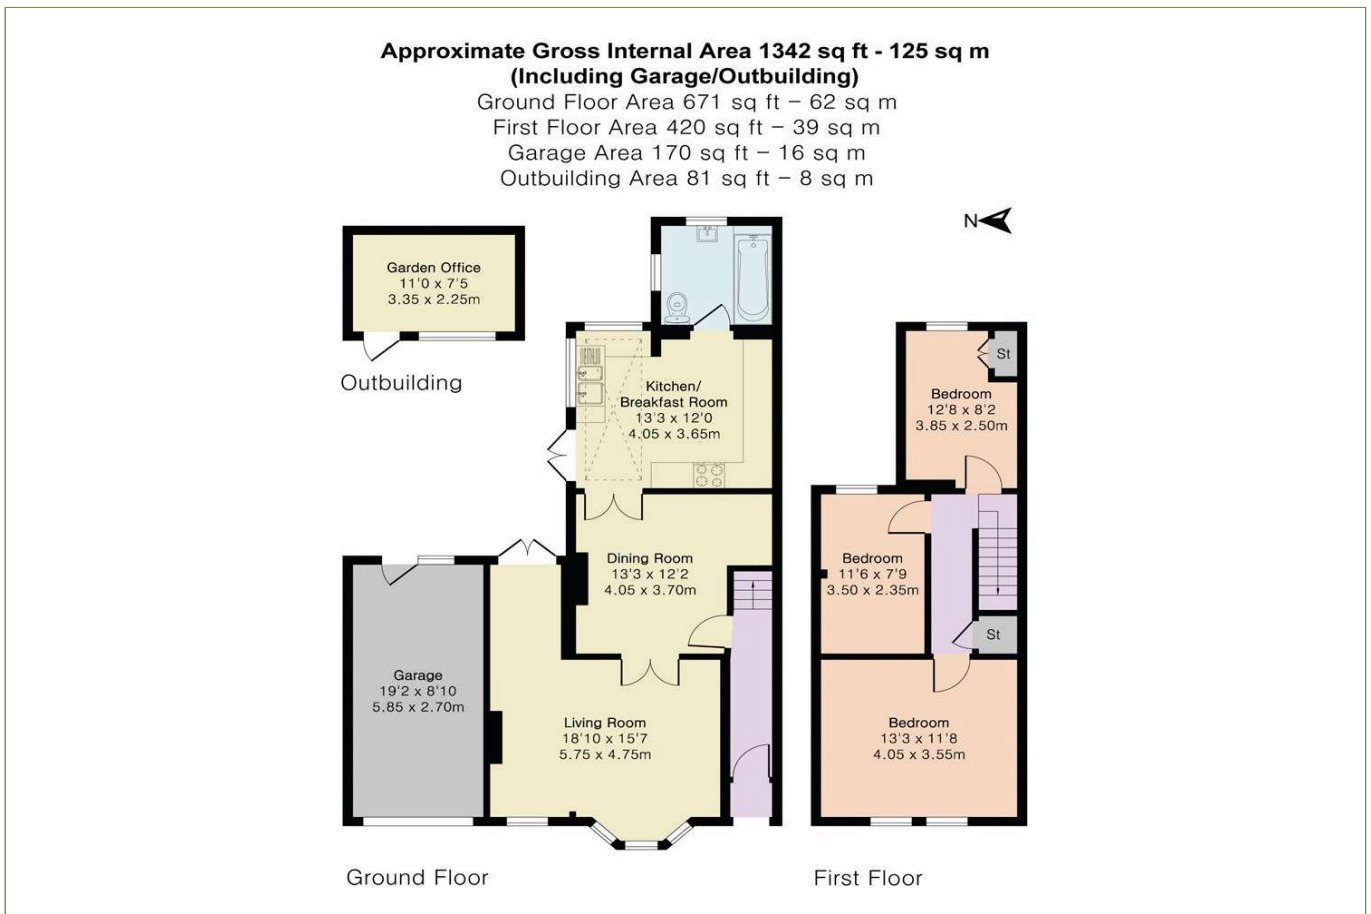 Approximate Gross Internal Area 1342 sq ft - 125 sq m
(Including Garage/Outbuilding)
Ground Floor Area 671 sq ft – 62 sq m
First Floor Area 420 sq ft – 39 sq m
Garage Area 170 sq ft – 16 sq m
Outbuilding Area 81 sq ft – 8 sq m
N
Garden Office
11'0 x 7'5
3.35 x 2.25m
Outbuilding
Kitchen/
Breakfast Room
13'3 x 12'0
4.05 x 3.65m
Dining Room
13'3 x 12'2
4.05 x 3.70m
Garage
19'2 x 8'10
5.85 x 2.70m
Living Room
18'10 x 15'7
5.75 x 4.75m
Ground Floor
St
Bedroom
12'8 x 8'2
3.85 x 2.50m
Bedroom
11'6 x 7'9
3.50 x 2.35m
St
Bedroom
13'3 x 11'8
4.05 x 3.55m
First Floor